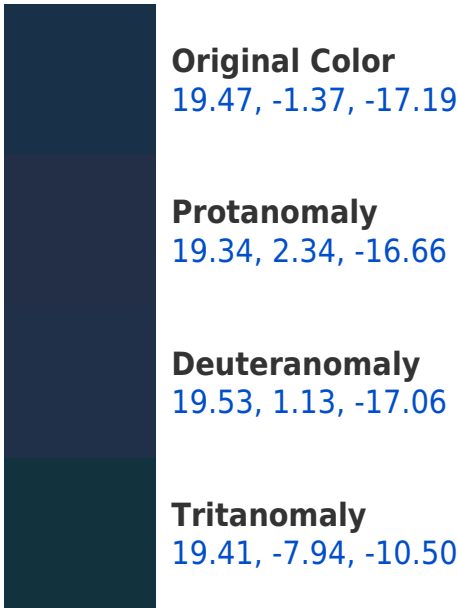 Original Color
19.47, -1.37, -17.19
Protanomaly
19.34, 2.34, -16.66
Deuteranomaly
19.53, 1.13, -17.06
Tritanomaly
19.41, -7.94, -10.50